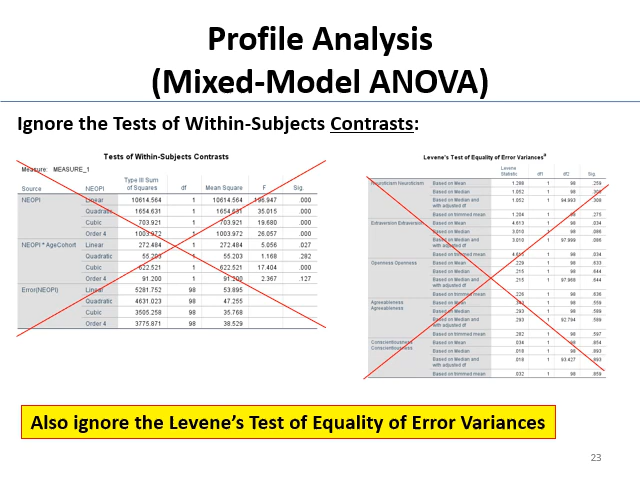 Profile Analysis
(Mixed-Model ANOVA)
Ignore the Tests of Within-Subjects Contrasts:
Tests of Within-Subjects Contrasts
Measure: MEASURE_1
Source NEOPI Type III Sum of Squares df Mean Square F Sig.
NEOPI Linear 10614.564 1 10614.564 196.947 .000
Quadratic 1654.631 1 1654.631 35.015 .000
Cubic 703.921 1 703.921 19.680 .000
Order 4 1003.972 1 1003.972 26.057 .000
NEOPI * AgeCohort Linear 272.484 1 272.484 5.056 .027
Quadratic 55.203 1 55.203 1.168 .282
Cubic 622.521 1 622.521 17.404 .000
Order 4 91.200 1 91.200 2.367 .127
Error(NEOPI) Linear 5281.752 98 53.895
Quadratic 4631.023 98 47.255
Cubic 3505.258 98 35.768
Order 4 3775.871 98 38.529
Levene's Test of Equality of Error Variances
Levene Statistic df1 df2 Sig.
Neuroticism Neuroticism Based on Mean 1.288 1 98 .259
Based on Median 1.052 1 98
Based on Median and with adjusted df 1.052 1 94.993 .308
Based on trimmed mean 1.204 1 98 .275
Extraversion Extraversion Based on Mean 4.613 1 98 .034
Based on Median 3.010 1 98 .086
Based on Median and with adjusted df 3.010 1 97.999 .086
Based on trimmed mean 1 98 .034
Openness Openness Based on Mean .229 1 98 .633
Based on Median .215 1 98 .644
Based on Median and with adjusted df .215 1 97.968 .644
Based on trimmed mean .226 1 98 .636
Agreeableness Agreeableness Based on Mean 1 98 .559
Based on Median .293 1 98 .589
Based on Median and with adjusted df .293 1 92.794 .589
Based on trimmed mean .282 1 98 .597
Conscientiousness Conscientiousness Based on Mean .034 1 98 .854
Based on Median .018 1 98 .893
Based on Median and with adjusted df .018 1 93.427 .893
Based on trimmed mean .032 1 98 .859
Also ignore the Levene's Test of Equality of Error Variances
23